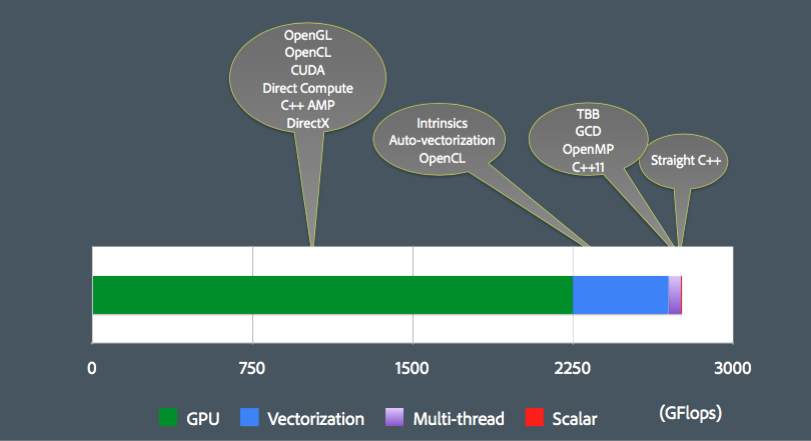 OpenGL
OpenCL
CUDA
Direct Compute
C++ AMP
DirectX
Intrinsics
Auto-vectorization
OpenCL
TBB
GCD
OpenMP
C++11
Straight C++
0 750 1500 2250 3000
GPU Vectorization Multi-thread Scalar (GFlops)